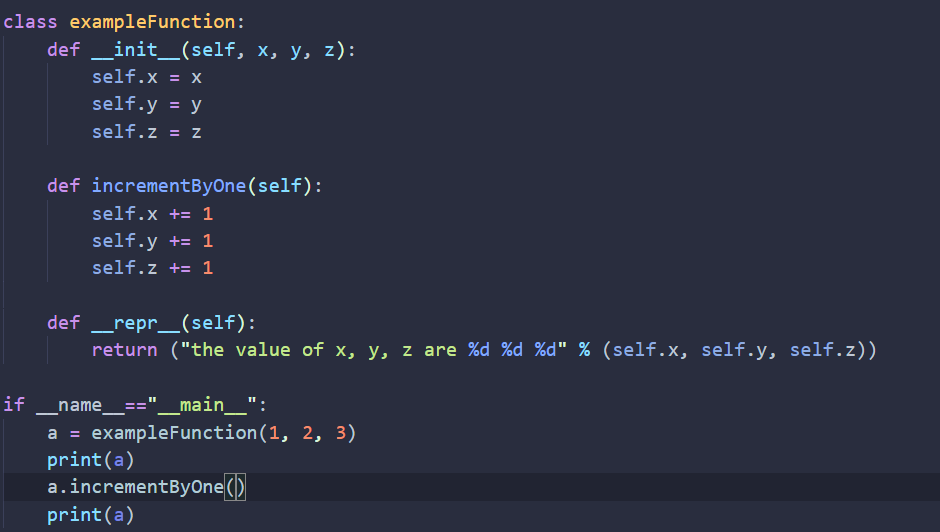 class exampleFunction:
    def __init__(self, x, y, z):
        self.x = x
        self.y = y
        self.z = z

    def incrementByOne(self):
        self.x += 1
        self.y += 1
        self.z += 1

    def __repr__(self):
        return ("the value of x, y, z are %d %d %d" % (self.x, self.y, self.z))

if __name__=="__main__":
    a = exampleFunction(1, 2, 3)
    print(a)
    a.incrementByOne()
    print(a)